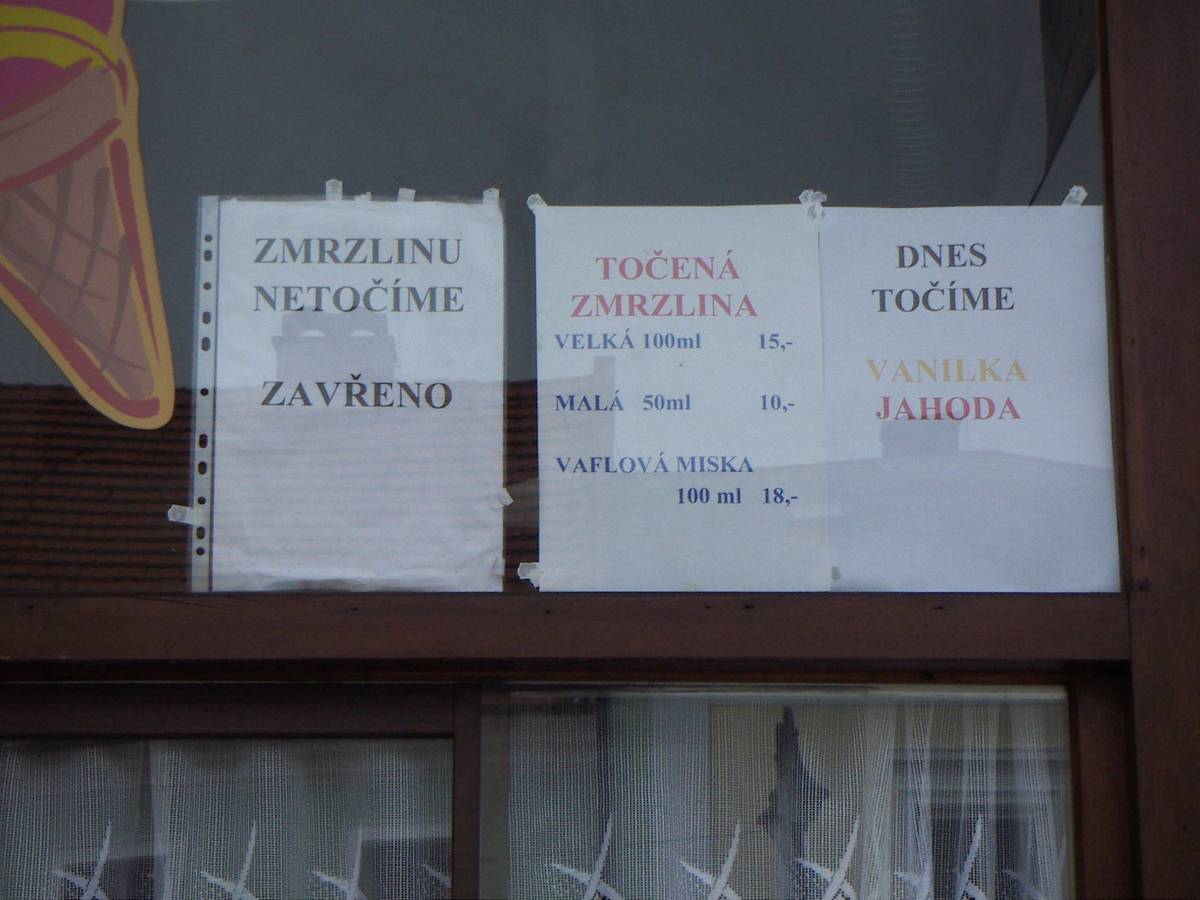 ZMRZLINU
NETOČÍME
ZAVŘENO
TOČENÁ
ZMRZLINA
VELKÁ 100ml 15,-
MALÁ 50ml 10,-
VAFLOVÁ MISKA
100 ml 18,-
DNES
TOČÍME
VANILKA
JAHODA